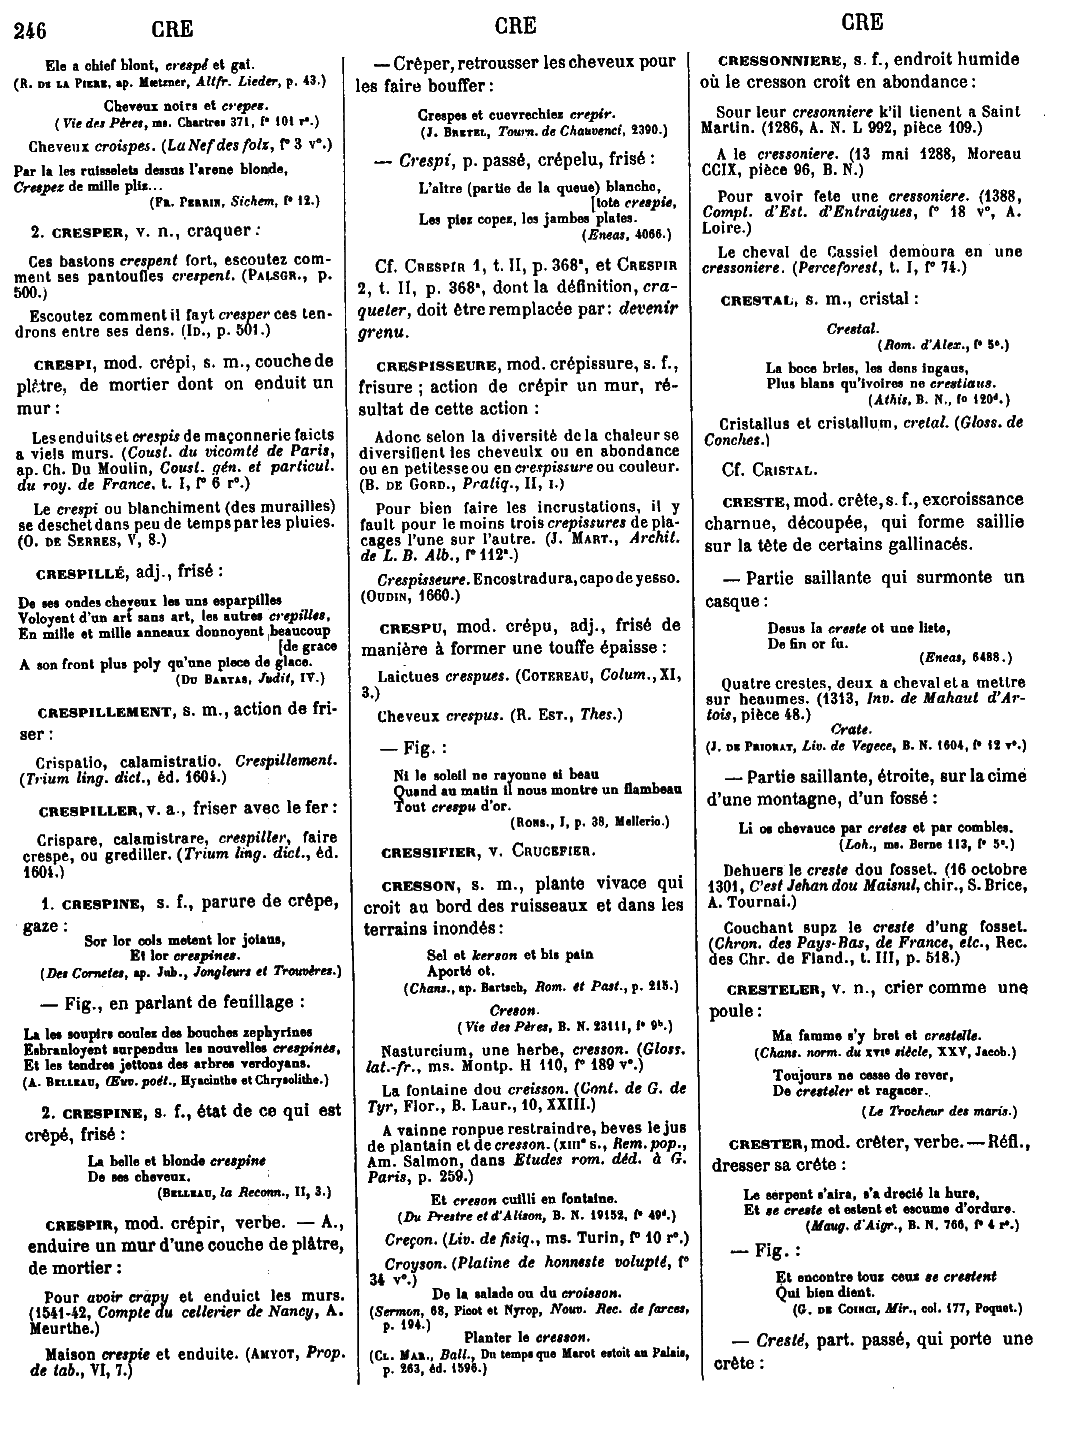 246 CRE CRE CRE
Ele a chief blont, crespé et gai.
(R. DE LA PIERE, ap. Mætzner, Altfr. Lieder, p. 43.)
Cheveux noirs et crepez.
(Vie des Pères, ms. Chartres 371, f° 101 r°.)
Cheveux croispes. (La Nef des folz, f° 3 v°.)
Par la les ruisselets dessus l'arene blonde,
Crespez de mille pliz...
(FR. PERRIN, Sichem, f° 12.)
2. CRESPER, v. n., craquer :
Ces bastons crespent fort, escoutez com-
ment ses pantoufles crespent. (PALSGR., p.
500.)
Escoutez comment il fayt cresper ces ten-
drons entre ses dens. (ID., p. 501.)
CRESPI, mod. crépi, s. m., couche de
plâtre, de mortier dont on enduit un
mur :
Les enduits et crespis de maçonnerie faicts
a viels murs. (Coust. du vicomté de Paris,
ap. Ch. Du Moulin, Coust. gén. et particul.
du roy. de France, t. I, f° 6 r°.)
Le crespi ou blanchiment (des murailles)
se deschet dans peu de temps par les pluies.
(O. DE SERRES, V, 8.)
CRESPILLÉ, adj., frisé :
De ses ondes cheveux les uns esparpilles
Voloyent d'un art sans art, les autres crepilles,
En mille et mille anneaux donnoyent beaucoup
[de grace
A son front plus poly qu'une piece de glace.
(DU BARTAS, Judit, IV.)
CRESPILLEMENT, s. m., action de fri-
ser :
Crispatio, calamistratio. Crespillement.
(Trium ling. dict., éd. 1604.)
CRESPILLER, v. a., friser avec le fer :
Crispare, calamistrare, crespiller, faire
crespe, ou grediller. (Trium ling. dict., éd.
1604.)
1. CRESPINE, s. f., parure de crêpe,
gaze :
Sor lor cols metent lor joiaus,
Et lor crespines.
(Des Cornetes, ap. Jub., Jongleurs et Trouvères.)
— Fig., en parlant de feuillage :
La les soupirs coulez des bouches zephyrines
Esbranloyent surpendus les nouvelles crespines,
Et les tendres jettons des arbres verdoyans.
(A. BELLEAU, Œuv. poét., Hyacinthe et Chrysolithe.)
2. CRESPINE, s. f., état de ce qui est
crêpé, frisé :
La belle et blonde crespine
De ses cheveux.
(BELLEAU, la Reconn., II, 3.)
CRESPIR, mod. crépir, verbe. — A.,
enduire un mur d'une couche de plâtre,
de mortier :
Pour avoir crapy et enduict les murs.
(1541-42, Compte du cellerier de Nancy, A.
Meurthe.)
Maison crespie et enduite. (AMYOT, Prop.
de tab., VI, 7.)
— Crêper, retrousser les cheveux pour
les faire bouffer :
Crespes et cuevrechiez crepir.
(J. BRETEL, Tourn. de Chauvenci, 2390.)
— Crespi, p. passé, crépelu, frisé :
L'altre (partie de la queue) blanche,
[tote crespie,
Les piez copez, les jambes plates.
(Eneas, 4066.)
Cf. CRESPIR 1, t. II, p. 368ª, et CRESPIR
2, t. II, p. 368ª, dont la définition, cra-
queter, doit être remplacée par : devenir
grenu.
CRESPISSEURE, mod. crépissure, s. f.,
frisure ; action de crépir un mur, ré-
sultat de cette action :
Adonc selon la diversité de la chaleur se
diversifient les cheveulx ou en abondance
ou en petitesse ou en crespissure ou couleur.
(B. DE GORD., Pratiq., II, I.)
Pour bien faire les incrustations, il y
fault pour le moins trois crepissures de pla-
cages l'une sur l'autre. (J. MART., Archit.
de L. B. Alb., f° 112ª.)
Crespisseure. Encostradura, capo de yesso.
(OUDIN, 1660.)
CRESPU, mod. crépu, adj., frisé de
manière à former une touffe épaisse :
Laictues crespues. (COTEREAU, Colum., XI,
3.)
Cheveux crespus. (R. EST., Thes.)
— Fig. :
Ni le soleil ne rayonne si beau
Quand au matin il nous montre un flambeau
Tout crespu d'or.
(RONS., I, p. 38, Mellerio.)
CRESSIFIER, v. CRUCEFIER.
CRESSON, s. m., plante vivace qui
croit au bord des ruisseaux et dans les
terrains inondés :
Sel et kerson et bis pain
Aporté ot.
(Chans., ap. Bartsch, Rom. et Past., p. 215.)
Creson.
(Vie des Pères, B. N. 23111, f° 9ᵇ.)
Nasturcium, une herbe, cresson. (Gloss.
lat.-fr., ms. Montp. H 110, f° 189 v°.)
La fontaine dou creisson. (Cont. de G. de
Tyr, Flor., B. Laur., 10, XXIII.)
A vainne ronpue restraindre, beves le jus
de plantain et de cresson. (XIIIᵉ s., Rem. pop.,
Am. Salmon, dans Etudes rom. déd. à G.
Paris, p. 259.)
Et creson cuilli en fontaine.
(Du Prestre et d'Alison, B. N. 19152, f° 49ᵈ.)
Creçon. (Liv. de fisiq., ms. Turin, f° 10 r°.)
Croyson. (Platine de honneste volupté, f°
34 v°.)
De la salade ou du croisson.
(Sermon, 68, Picot et Nyrop, Nouv. Rec. de farces,
p. 194.)
Planter le cresson.
(CL. MAR., Ball., Du temps que Marot estoit au Palais,
p. 263, éd. 1596.)
CRESSONNIERE, s. f., endroit humide
où le cresson croit en abondance :
Sour leur cresonniere k'il tienent a Saint
Martin. (1286, A. N. L 992, pièce 109.)
A le cressoniere. (13 mai 1288, Moreau
CCIX, pièce 96, B. N.)
Pour avoir fete une cressoniere. (1388,
Compt. d'Est. d'Entraigues, f° 18 v°, A.
Loire.)
Le cheval de Cassiel demoura en une
cressoniere. (Perceforest, t. I, f° 74.)
CRESTAL, s. m., cristal :
Crestal.
(Rom. d'Alex., f° 5ª.)
La boce bries, les dens ingaus,
Plus blans qu'ivoires ne crestiaus.
(Athis, B. N., f° 120ᵈ.)
Cristallus et cristallum, cretal. (Gloss. de
Conches.)
Cf. CRISTAL.
CRESTE, mod. crête, s. f., excroissance
charnue, découpée, qui forme saillie
sur la tête de certains gallinacés.
— Partie saillante qui surmonte un
casque :
Desus la creste ot une liste,
De fin or fu.
(Eneas, 6488.)
Quatre crestes, deux a cheval et a mettre
sur heaumes. (1313, Inv. de Mahaut d'Ar-
tois, pièce 48.)
Crate.
(J. DE PRIORAT, Liv. de Vegece, B. N. 1604, f° 12 v°.)
— Partie saillante, étroite, sur la cime
d'une montagne, d'un fossé :
Li os chevauce par cretes et par combles.
(Loh., ms. Berne 113, f° 5ª.)
Dehuers le creste dou fosset. (16 octobre
1301, C'est Jehan dou Maisnil, chir., S. Brice,
A. Tournai.)
Couchant supz le creste d'ung fosset.
(Chron. des Pays-Bas, de France, etc., Rec.
des Chr. de Fland., t. III, p. 518.)
CRESTELER, v. n., crier comme une
poule :
Ma famme s'y bret et crestelle.
(Chans. norm. du XVIᵉ siècle, XXV, Jacob.)
Toujours ne cesse de rever,
De cresteler et ragacer.
(Le Trocheur des maris.)
CRESTER, mod. crêter, verbe. — Réfl.,
dresser sa crête :
Le serpent s'aira, s'a drecié la hure,
Et se creste et estent et escume d'ordure.
(Maug. d'Aigr., B. N. 766, f° 4 r°.)
— Fig. :
Et encontre touz ceus se crestent
Qui bien dient.
(G. DE COINCI, Mir., col. 177, Poquet.)
— Cresté, part. passé, qui porte une
crête :